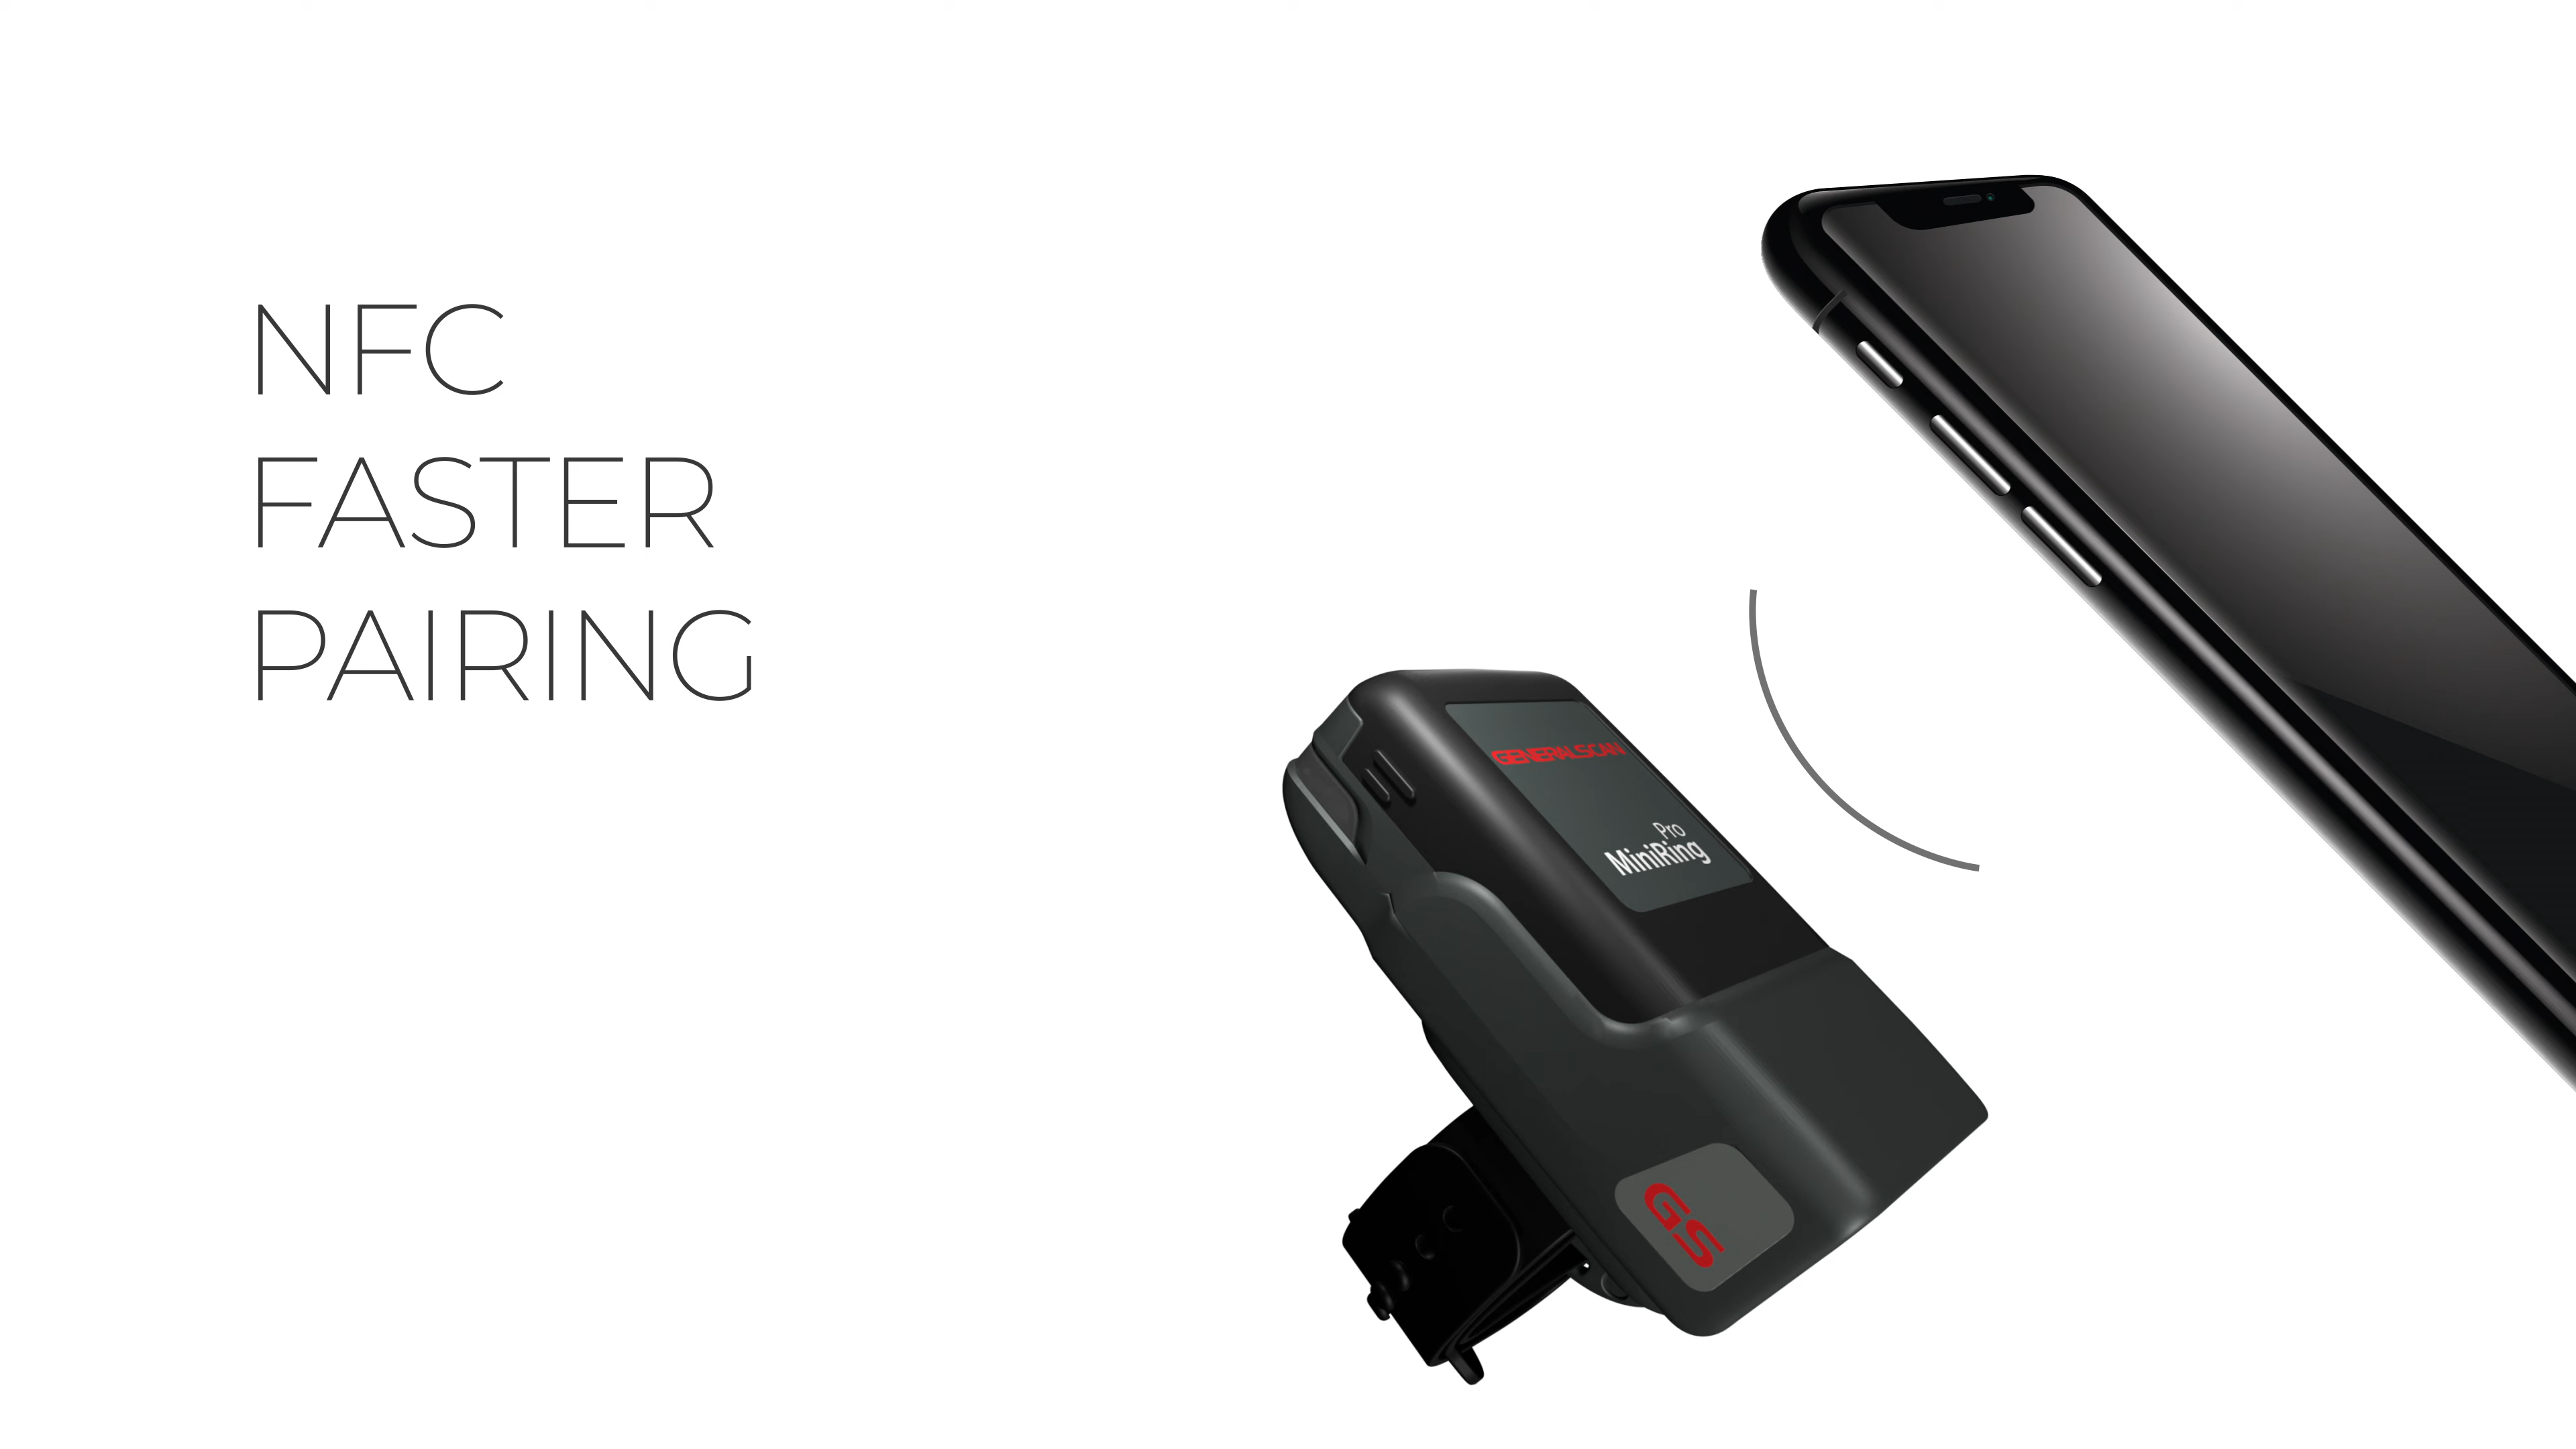 NFC
FASTER
PAIRING
GENERALSCAN
Pro
MiniRing
GS